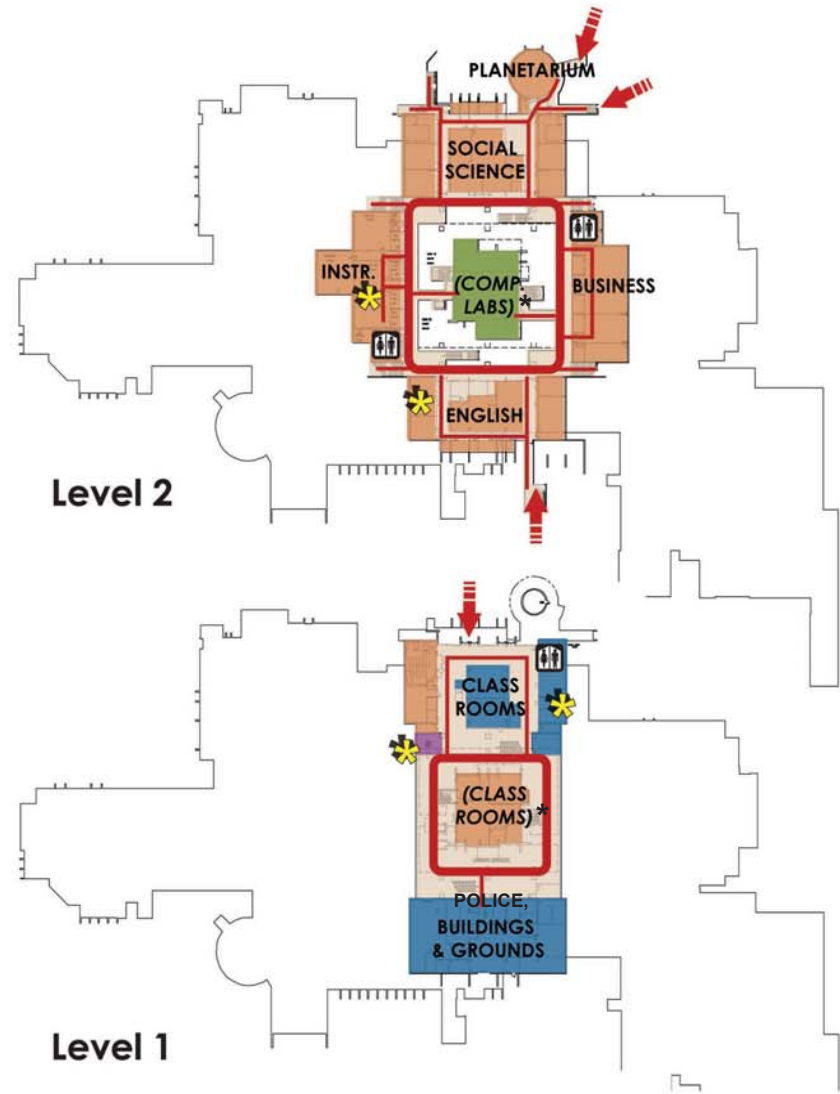 PLANETARIUM
SOCIAL
SCIENCE
INSTR.
(COMP.
LABS) *
BUSINESS
ENGLISH
Level 2
CLASS
ROOMS
(CLASS
ROOMS) *
POLICE,
BUILDINGS
& GROUNDS
Level 1